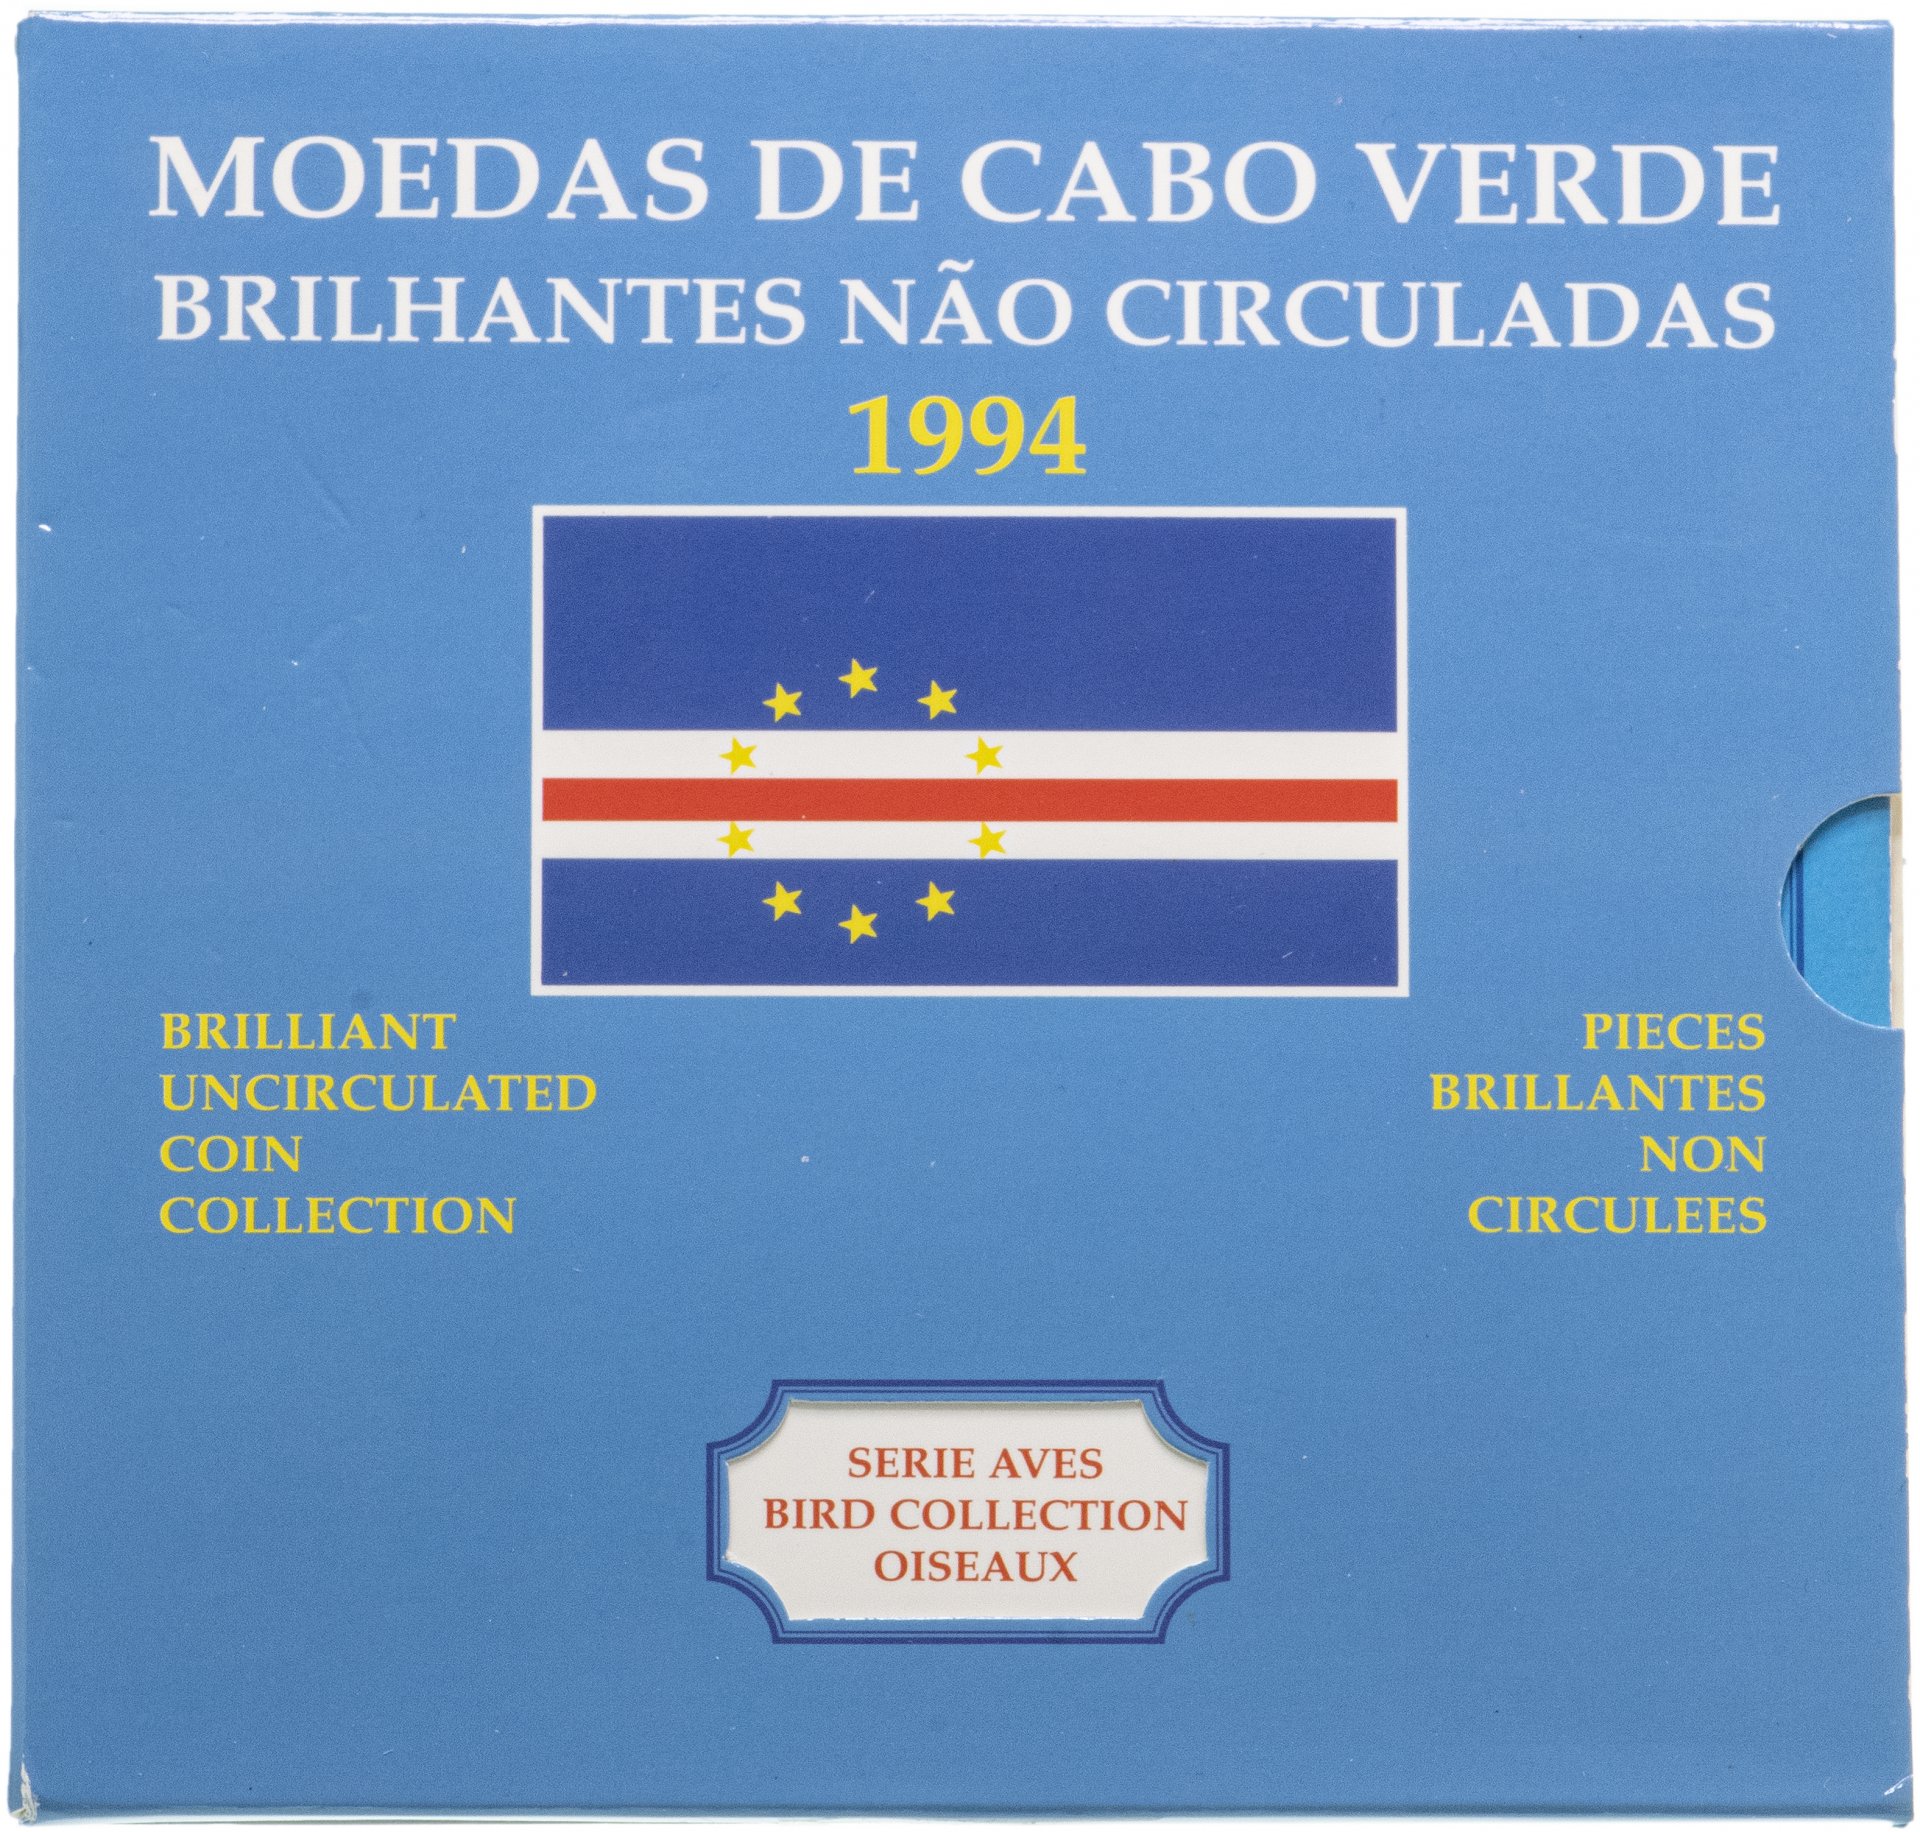 MOEDAS DE CABO VERDE
BRILHANTES NÃO CIRCULADAS
1994
BRILLIANT
UNCIRCULATED
COIN
COLLECTION
PIECES
BRILLANTES
NON
CIRCULEES
SERIE AVES
BIRD COLLECTION
OISEAUX